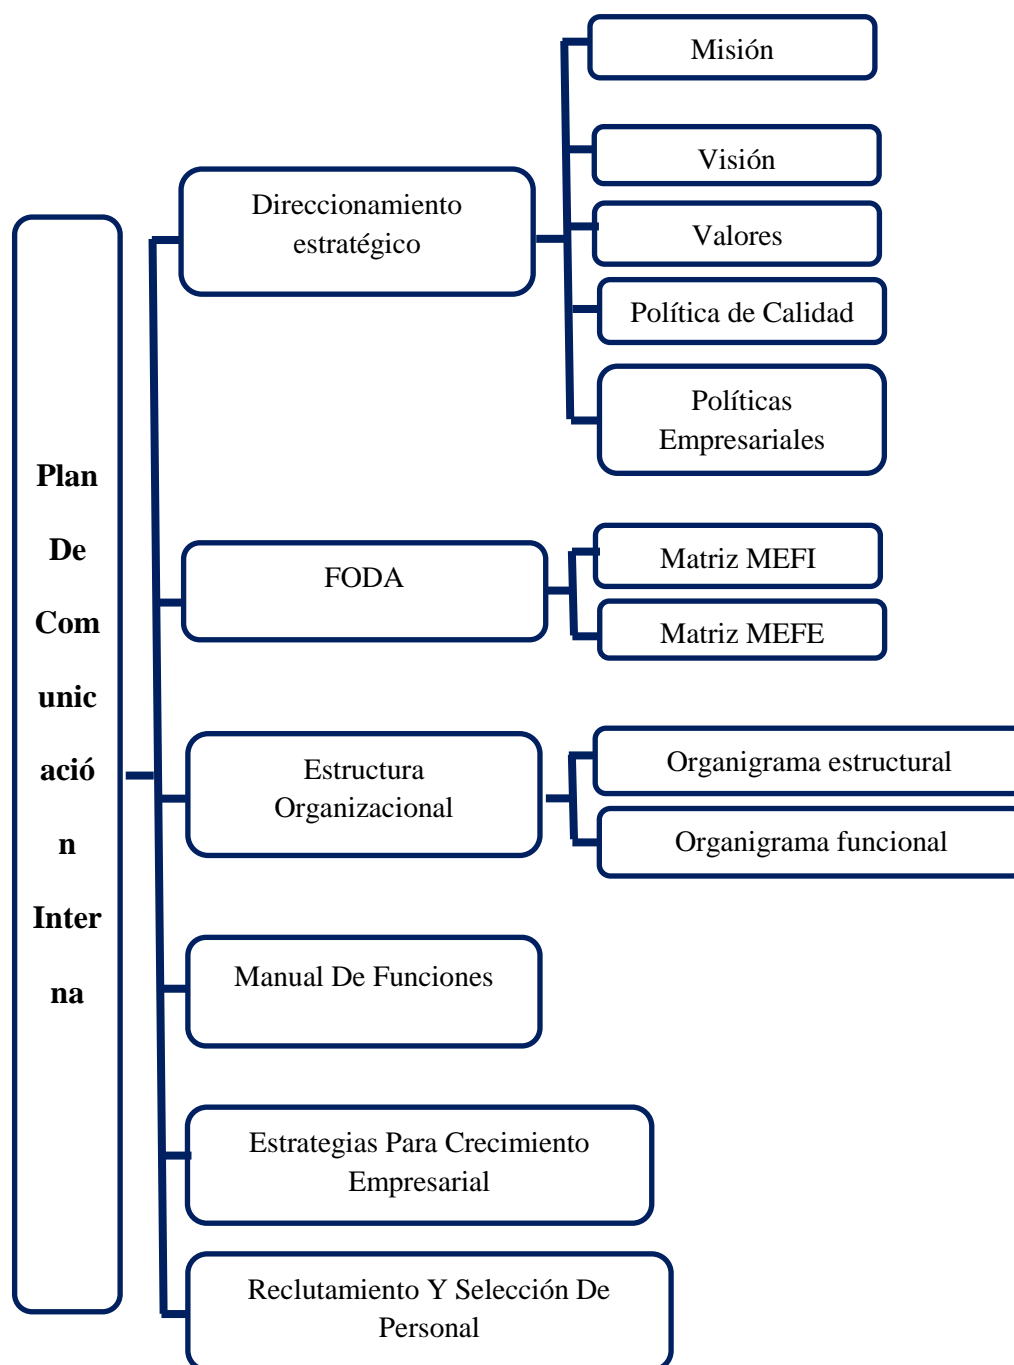 Plan
De
Com
unic
ació
n
Inter
na
Direccionamiento
estratégico
Misión
Visión
Valores
Política de Calidad
Políticas
Empresariales
FODA
Matriz MEFI
Matriz MEFE
Estructura
Organizacional
Organigrama estructural
Organigrama funcional
Manual De Funciones
Estrategias Para Crecimiento
Empresarial
Reclutamiento Y Selección De
Personal